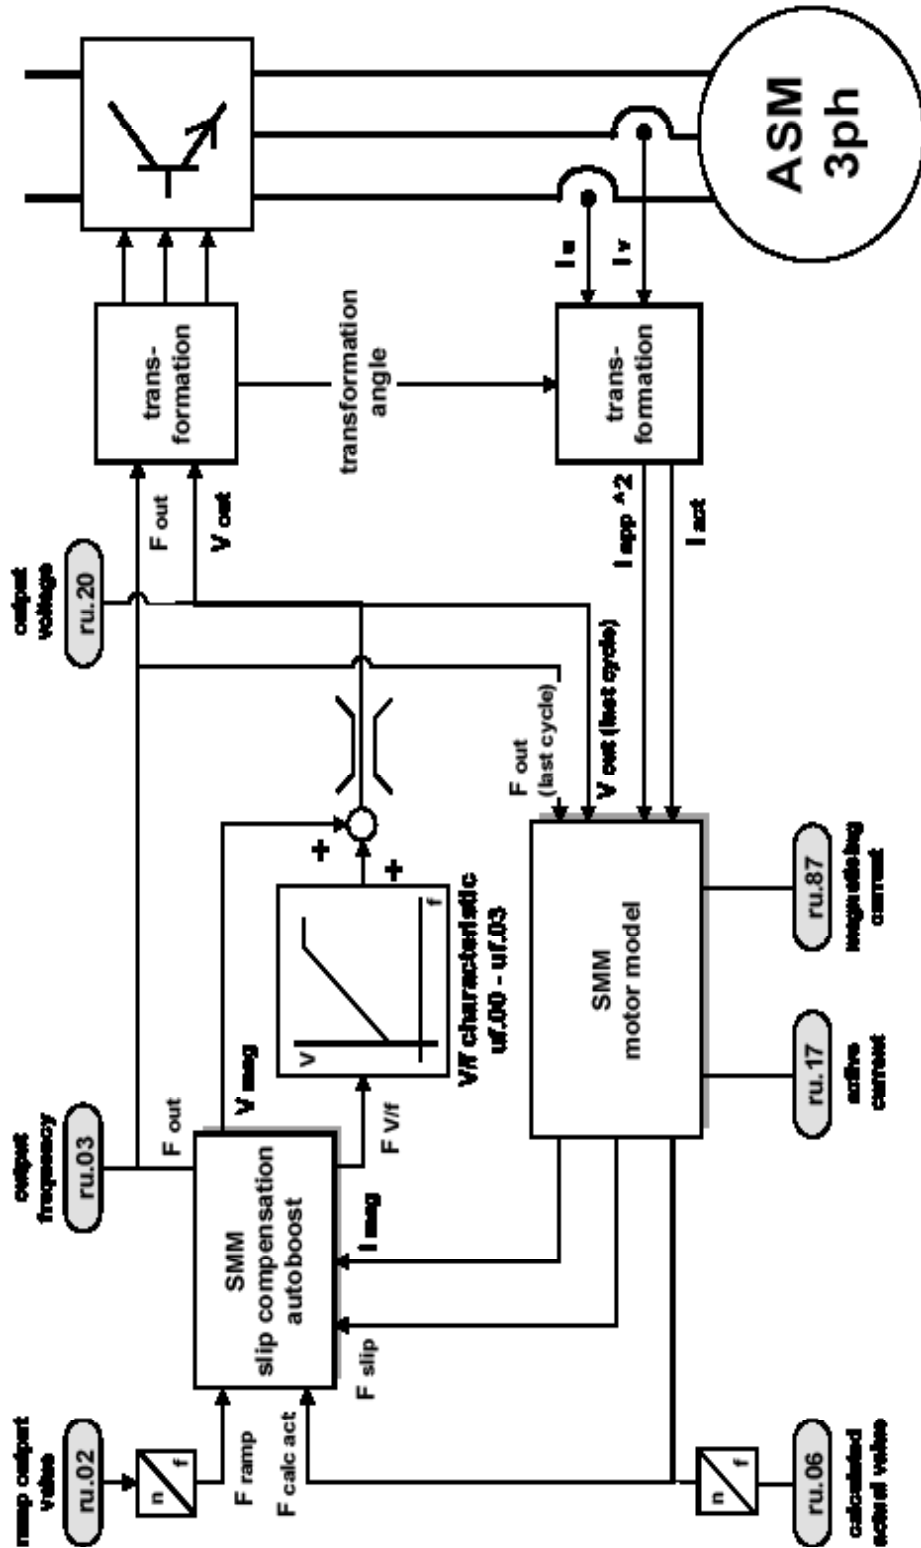 ramp output
value
ru.02
n
f
F ramp
F calc act
output
frequency
ru.03
F out
SMM
slip compensation
autoboost
V mag
F V/f
I mag
F slip
V
f
V/f characteristic
uf.00 - uf.03
+
+
output
voltage
ru.20
F out
V out
trans-
formation
transformation
angle
F out
(last cycle)
V out (last cycle)
I app ^2
I act
trans-
formation
I u
I v
ASM
3ph
SMM
motor model
calculated
actual value
ru.06
n
f
ru.17
active
current
ru.87
magnetising
current